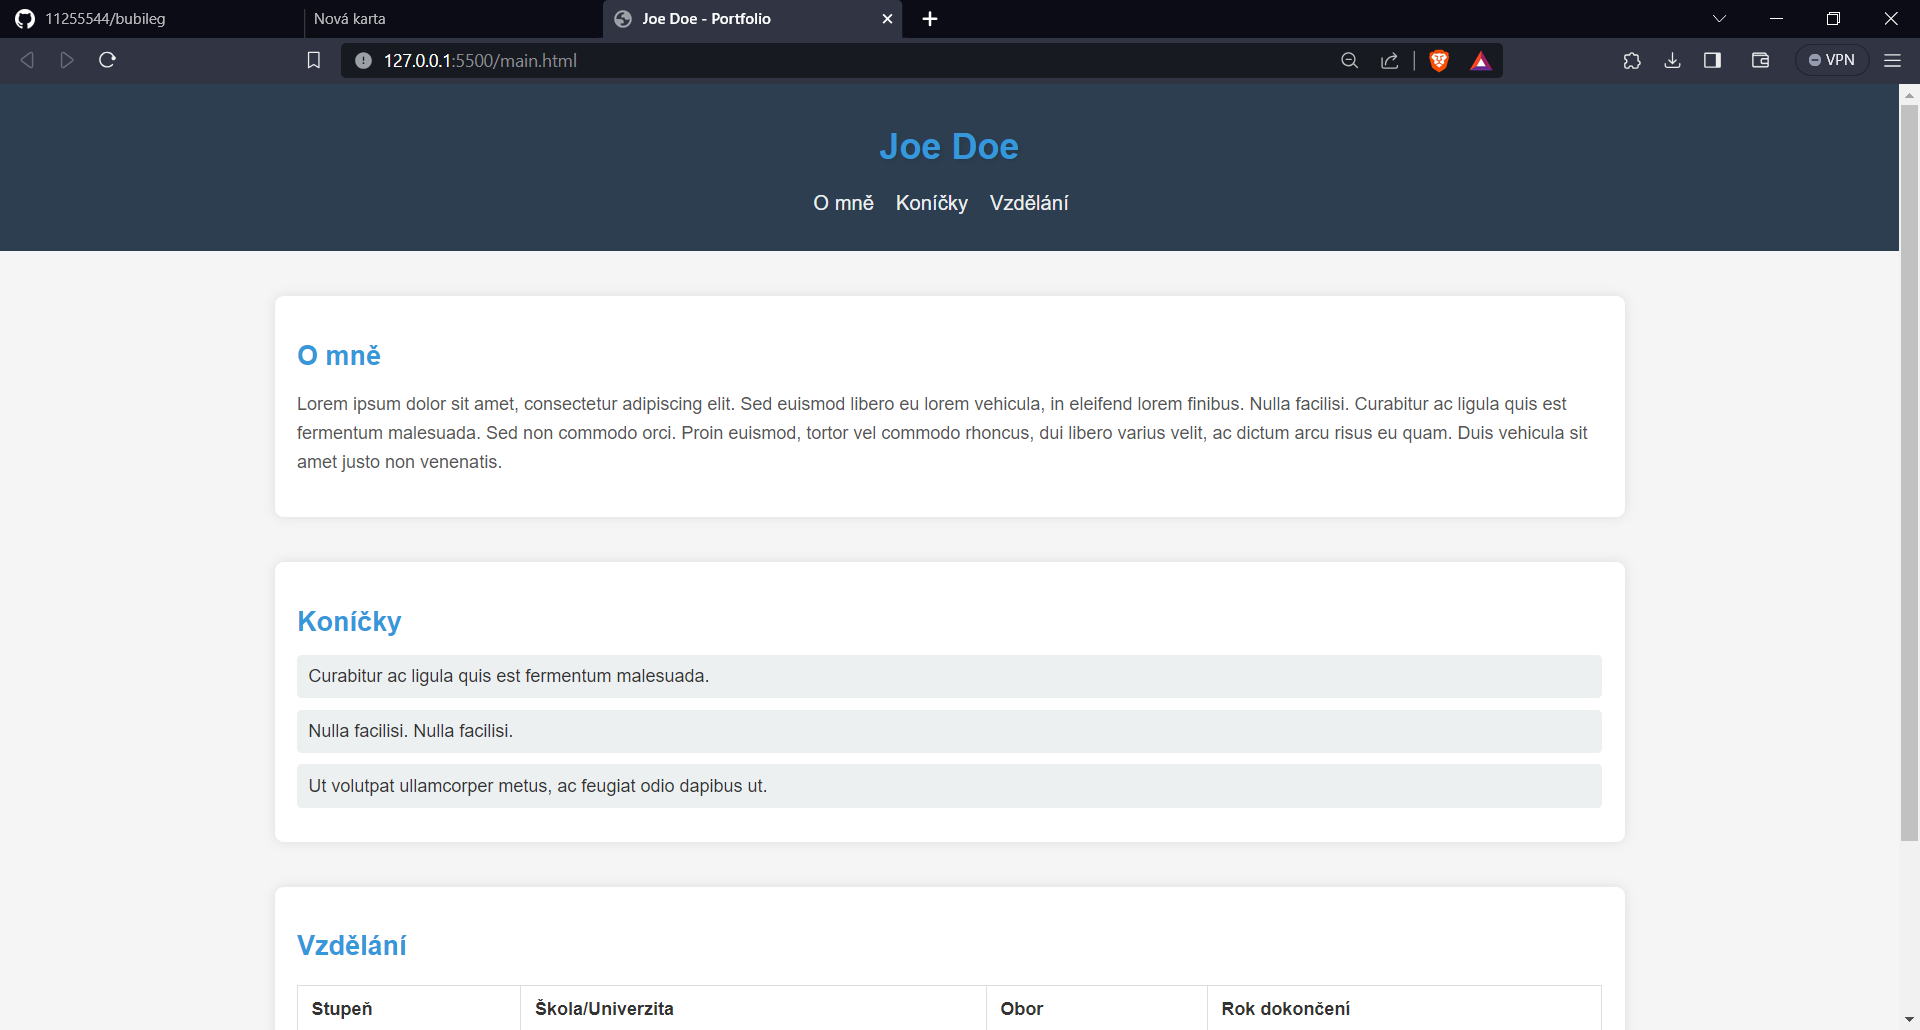 11255544/bubileg
Nová karta
Joe Doe - Portfolio
127.0.0.1:5500/main.html
VPN
Joe Doe
O mně Koníčky Vzdělání
O mně
Lorem ipsum dolor sit amet, consectetur adipiscing elit. Sed euismod libero eu lorem vehicula, in eleifend lorem finibus. Nulla facilisi. Curabitur ac ligula quis est
fermentum malesuada. Sed non commodo orci. Proin euismod, tortor vel commodo rhoncus, dui libero varius velit, ac dictum arcu risus eu quam. Duis vehicula sit
amet justo non venenatis.
Koníčky
Curabitur ac ligula quis est fermentum malesuada.
Nulla facilisi. Nulla facilisi.
Ut volutpat ullamcorper metus, ac feugiat odio dapibus ut.
Vzdělání
Stupeň Škola/Univerzita Obor Rok dokončení